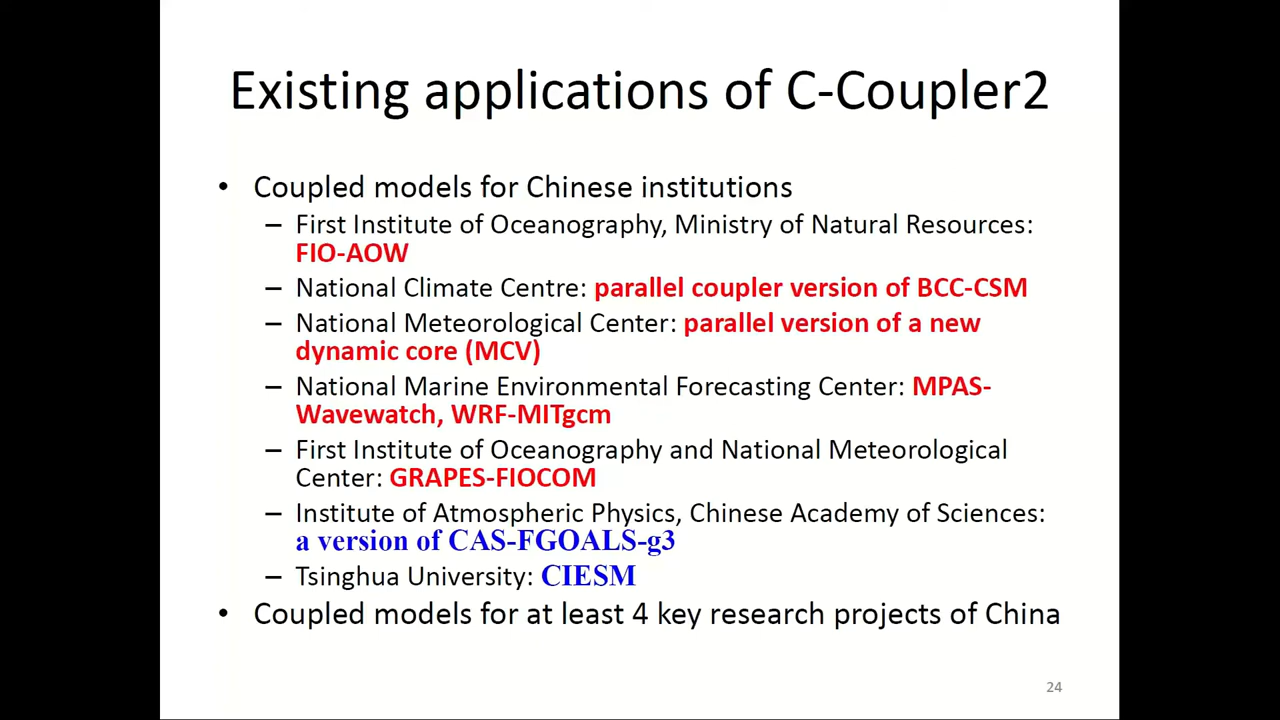 Existing applications of C-Coupler2
• Coupled models for Chinese institutions
– First Institute of Oceanography, Ministry of Natural Resources:
FIO-AOW
– National Climate Centre: parallel coupler version of BCC-CSM
– National Meteorological Center: parallel version of a new
dynamic core (MCV)
– National Marine Environmental Forecasting Center: MPAS-
Wavewatch, WRF-MITgcm
– First Institute of Oceanography and National Meteorological
Center: GRAPES-FIOCOM
– Institute of Atmospheric Physics, Chinese Academy of Sciences:
a version of CAS-FGOALS-g3
– Tsinghua University: CIESM
• Coupled models for at least 4 key research projects of China
24